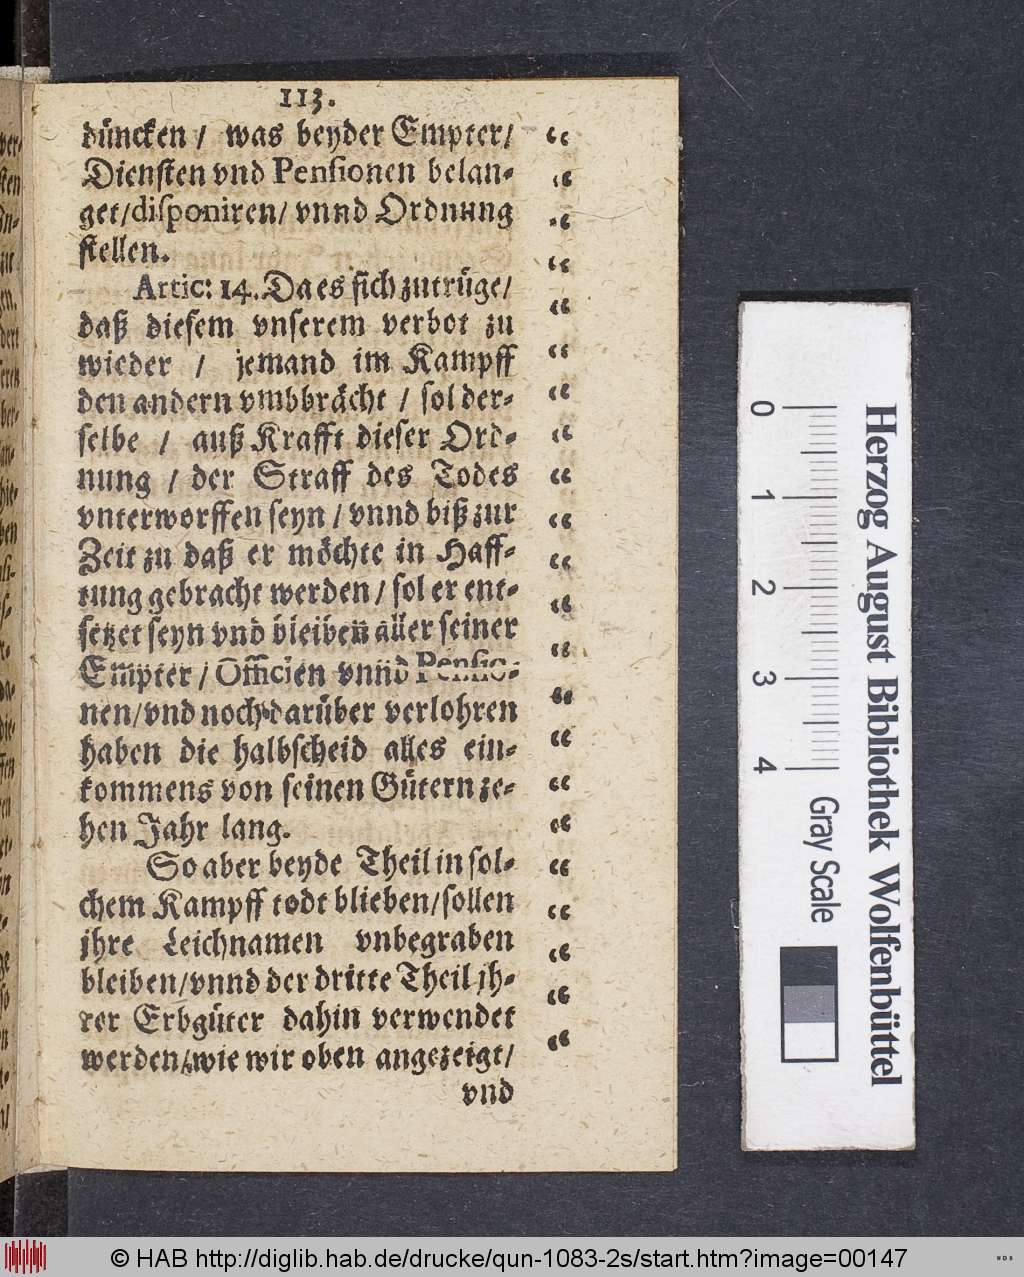 113.
düncken / was beyder Empter/ “
Diensten vnd Pensionen belan- “
get/disponiren/ vnnd Ordnung “
stellen. “
Artic: 14. Da es sich zutrüge/ “
daß diesem vnserem verbot zu “
wieder / jemand im Kampff “
den andern vmbbrächt / sol der- “
selbe / auß Krafft dieser Ord- “
nung / der Straff des Todes “
vnterworffen seyn / vnnd biß zur “
Zeit zu daß er möchte in Haff- “
tung gebracht werden / sol er ent- “
setzet seyn vnd bleiben aller seiner “
Empter / Officien vnnd Pensio- “
nen/vnd noch darüber verlohren “
haben die halbscheid alles ein- “
kommens von seinen Gütern ze- “
hen Jahr lang. “
So aber beyde Theil in sol- “
chem Kampff todt blieben/sollen “
jhre Leichnamen vnbegraben “
bleiben/vnnd der dritte Theil jh- “
rer Erbgüter dahin verwendet “
werden/wie wir oben angezeigt/ “
vnd
0 1 2 3 4 Gray Scale
Herzog August Bibliothek Wolfenbüttel
© HAB http://diglib.hab.de/drucke/qun-1083-2s/start.htm?image=00147